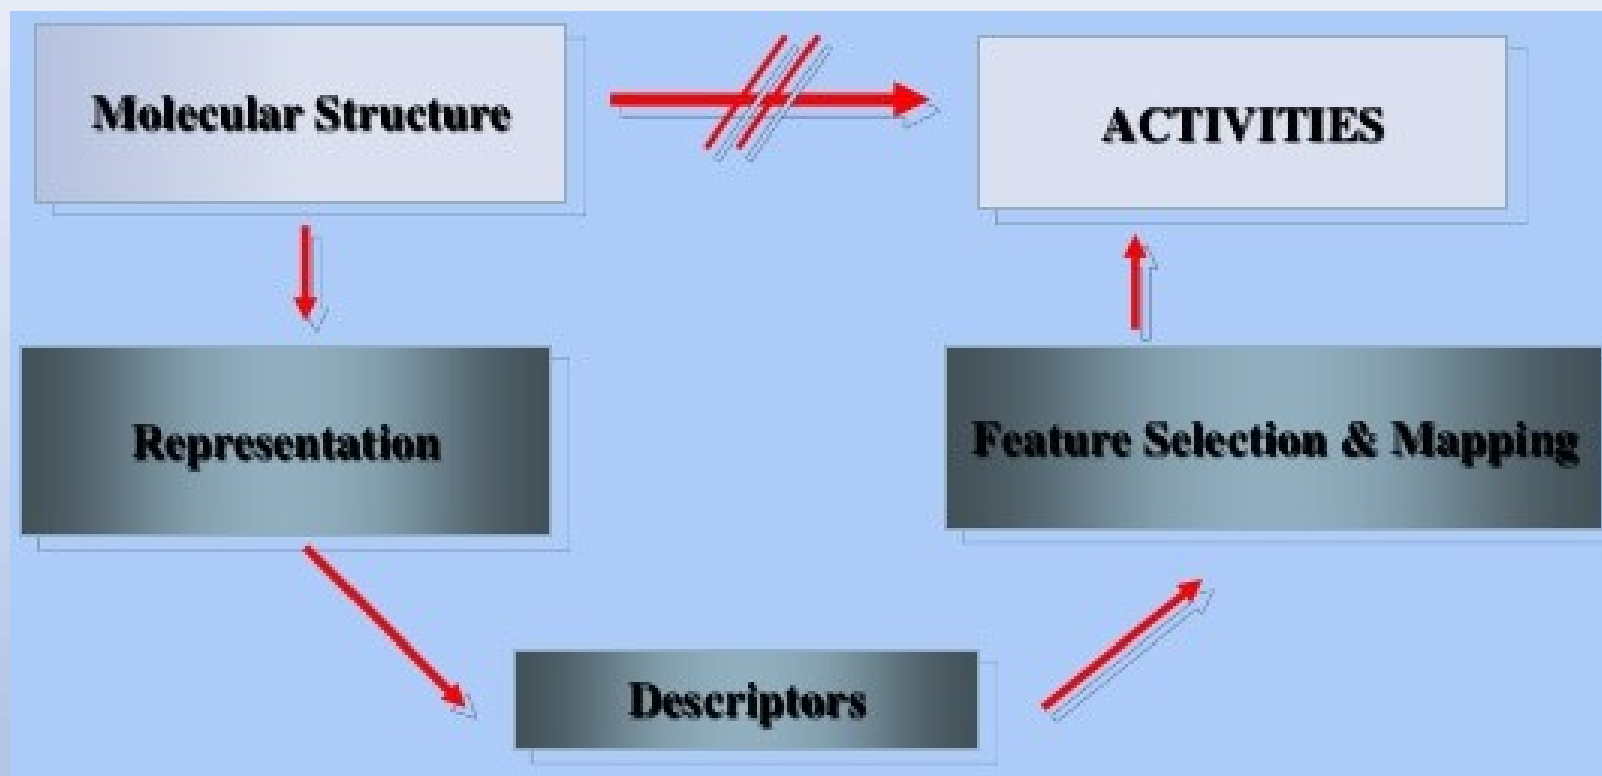 Molecular Structure
ACTIVITIES
Representation
Feature Selection & Mapping
Descriptors